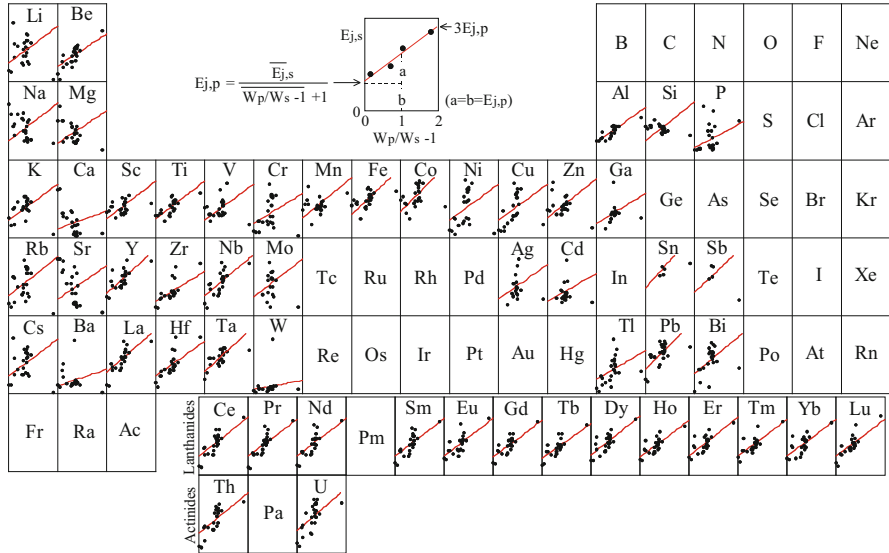 Li Be B C N O F Ne
Ej,s 3Ej,p
Ej,p = Ej,s / Wp/Ws -1 +1
a
b
(a=b=Ej,p)
0 1 2
Wp/Ws -1
Na Mg Al Si P S Cl Ar
K Ca Sc Ti V Cr Mn Fe Co Ni Cu Zn Ga Ge As Se Br Kr
Rb Sr Y Zr Nb Mo Tc Ru Rh Pd Ag Cd In Sn Sb Te I Xe
Cs Ba La Hf Ta W Re Os Ir Pt Au Hg Tl Pb Bi Po At Rn
Fr Ra Ac
Lanthanides
Ce Pr Nd Pm Sm Eu Gd Tb Dy Ho Er Tm Yb Lu
Actinides
Th Pa U